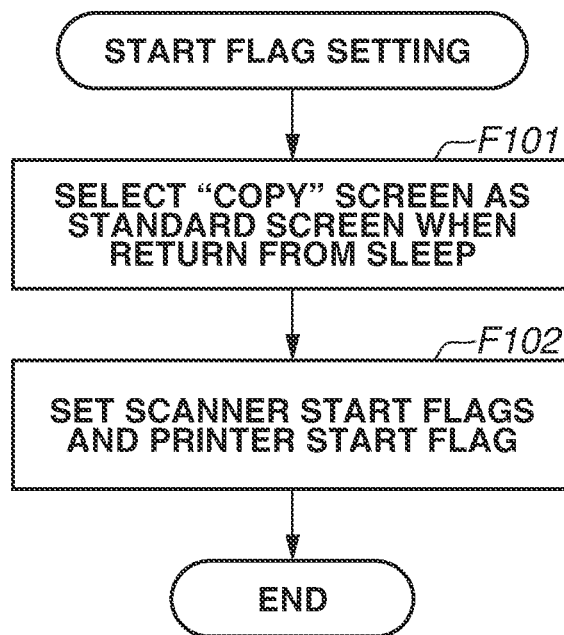 START FLAG SETTING
F101
SELECT “COPY” SCREEN AS
STANDARD SCREEN WHEN
RETURN FROM SLEEP
F102
SET SCANNER START FLAGS
AND PRINTER START FLAG
END